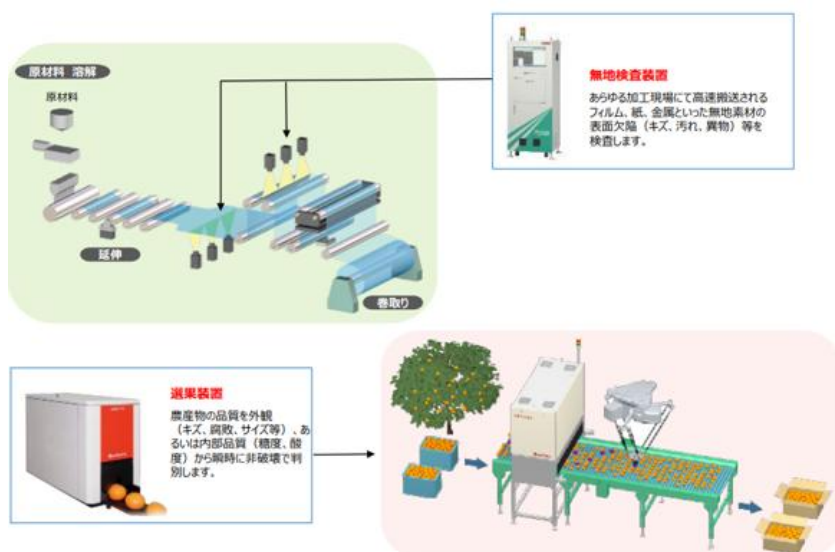 原材料 溶解
原材料
延伸
巻取り
無地検査装置
あらゆる加工現場にて高速搬送される
フィルム、紙、金属といった無地素材の
表面欠陥（キズ、汚れ、異物）等を
検査します。
選果装置
農産物の品質を外観
（キズ、腐敗、サイズ等）、あ
るいは内部品質（糖度、酸
度）から瞬時に非破壊で判
別します。